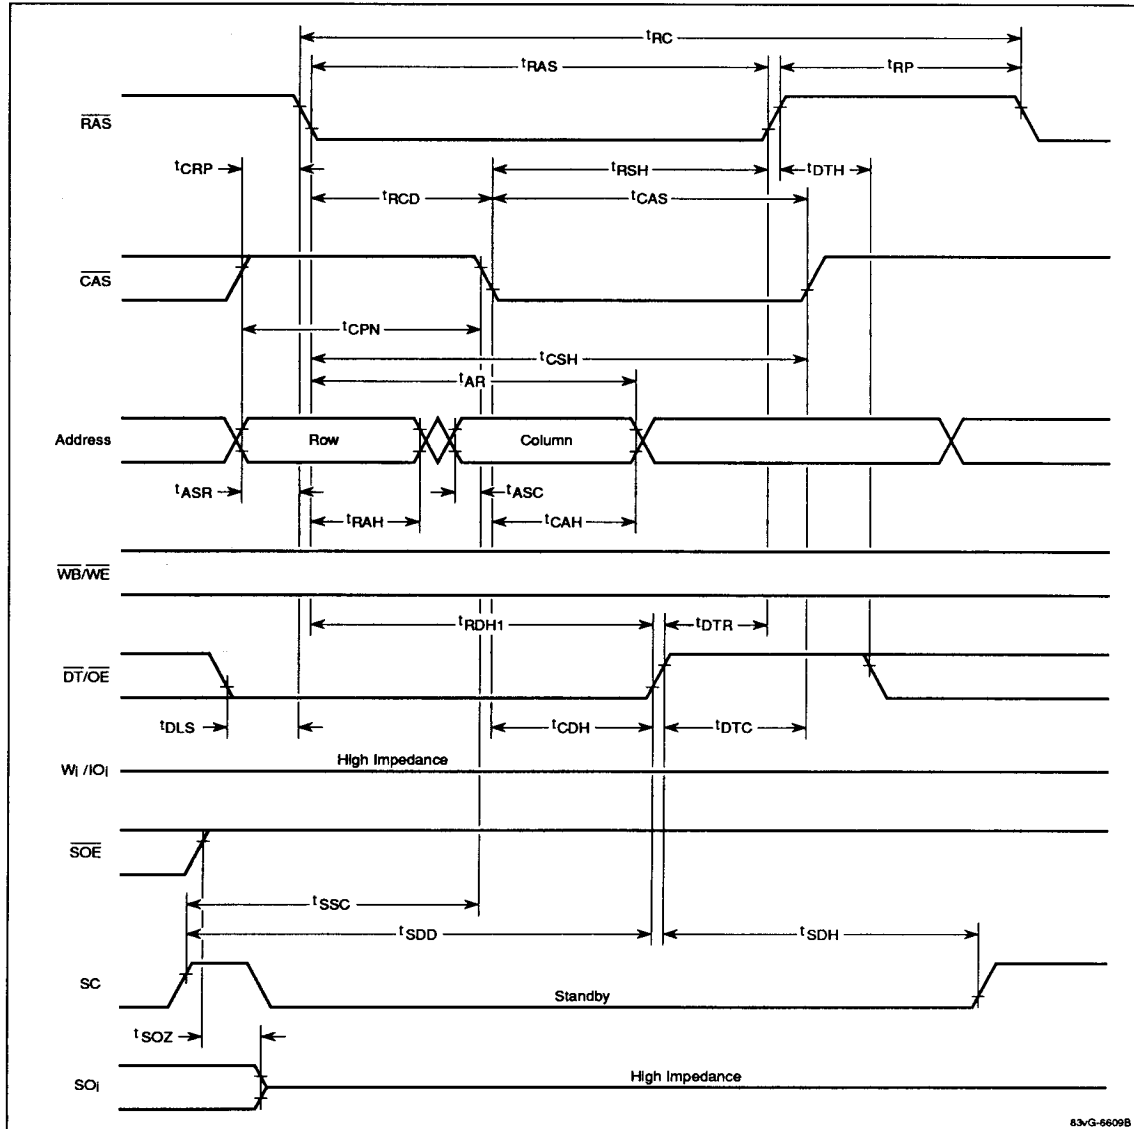 tRC
tRAS
tRP
RAS
tCRP
tRSH
tDTH
tRCD
tCAS
CAS
tCPN
tCSH
tAR
Address
Row
Column
tASR
tASC
tRAH
tCAH
WB/WE
tRDH1
tDTR
DT/OE
tDLS
tCDH
tDTC
High Impedance
Wi /IOi
SOE
tSSC
tSDD
tSDH
SC
Standby
tSOZ
SOi
High Impedance
83vG-6609B